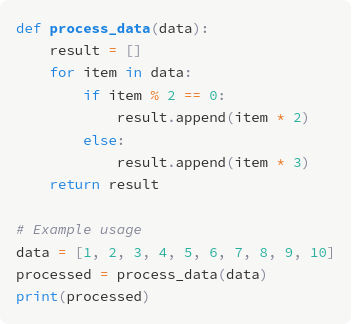 def process_data(data):
    result = []
    for item in data:
        if item % 2 == 0:
            result.append(item * 2)
        else:
            result.append(item * 3)
    return result

# Example usage
data = [1, 2, 3, 4, 5, 6, 7, 8, 9, 10]
processed = process_data(data)
print(processed)